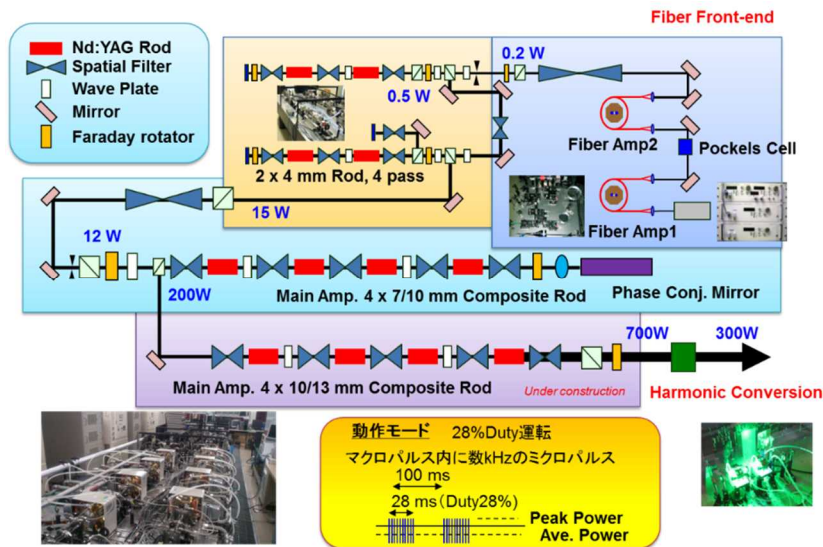 Fiber Front-end
Nd:YAG Rod
Spatial Filter
Wave Plate
Mirror
Faraday rotator
0.2 W
0.5 W
Fiber Amp2
Pockels Cell
2 x 4 mm Rod, 4 pass
15 W
Fiber Amp1
12 W
200W
Main Amp. 4 x 7/10 mm Composite Rod
Phase Conj. Mirror
700W
300W
Main Amp. 4 x 10/13 mm Composite Rod
Under construction
Harmonic Conversion
動作モード 28%Duty運転
マクロパルス内に数kHzのミクロパルス
100 ms
28 ms(Duty28%)
Peak Power
Ave. Power